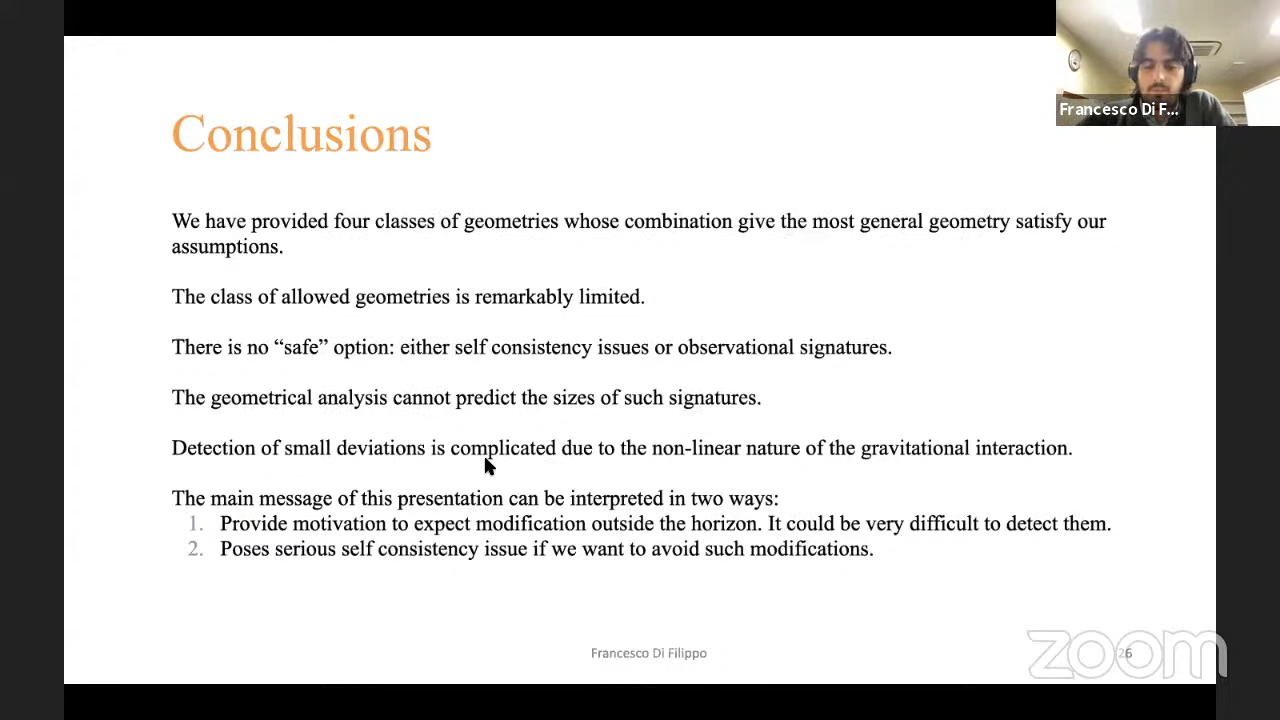 Francesco Di F...
Conclusions
We have provided four classes of geometries whose combination give the most general geometry satisfy our
assumptions.
The class of allowed geometries is remarkably limited.
There is no “safe” option: either self consistency issues or observational signatures.
The geometrical analysis cannot predict the sizes of such signatures.
Detection of small deviations is complicated due to the non-linear nature of the gravitational interaction.
The main message of this presentation can be interpreted in two ways:
1. Provide motivation to expect modification outside the horizon. It could be very difficult to detect them.
2. Poses serious self consistency issue if we want to avoid such modifications.
Francesco Di Filippo
26
zoom